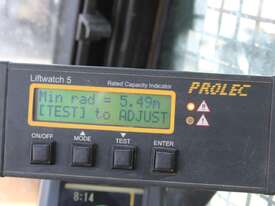 Liftwatch 5
Rated Capacity Indicator
PROLEC
Min rad = 5.49m
[TEST] to ADJUST
ON/OFF
MODE
TEST
ENTER
8:14